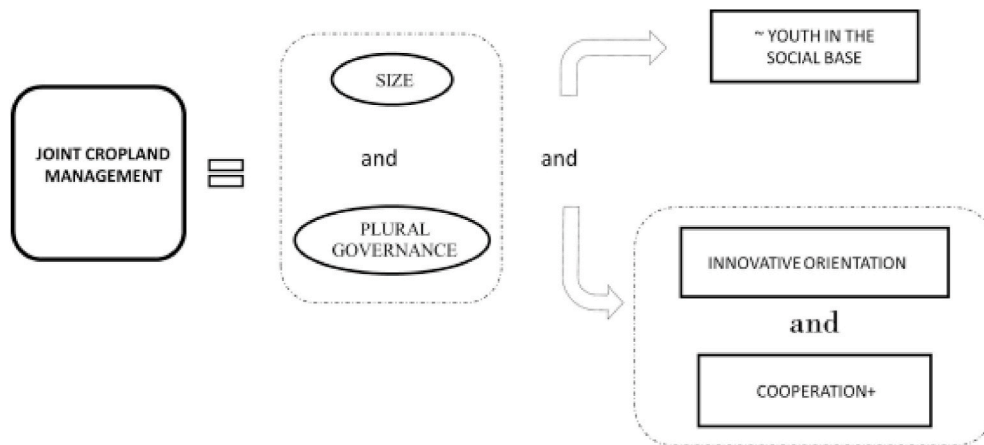 JOINT CROPLAND
MANAGEMENT
SIZE
and
PLURAL
GOVERNANCE
and
~ YOUTH IN THE
SOCIAL BASE
INNOVATIVE ORIENTATION
and
COOPERATION+